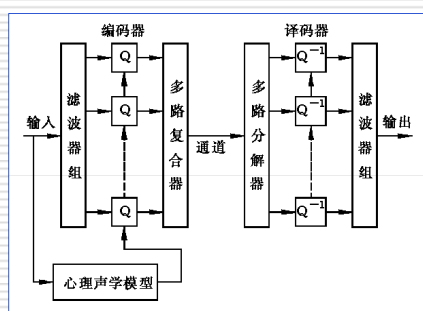 编码器
译码器
输入
滤波器组
Q
Q
Q
多路复合器
通道
多路分解器
Q⁻¹
Q⁻¹
Q⁻¹
滤波器组
输出
心理声学模型